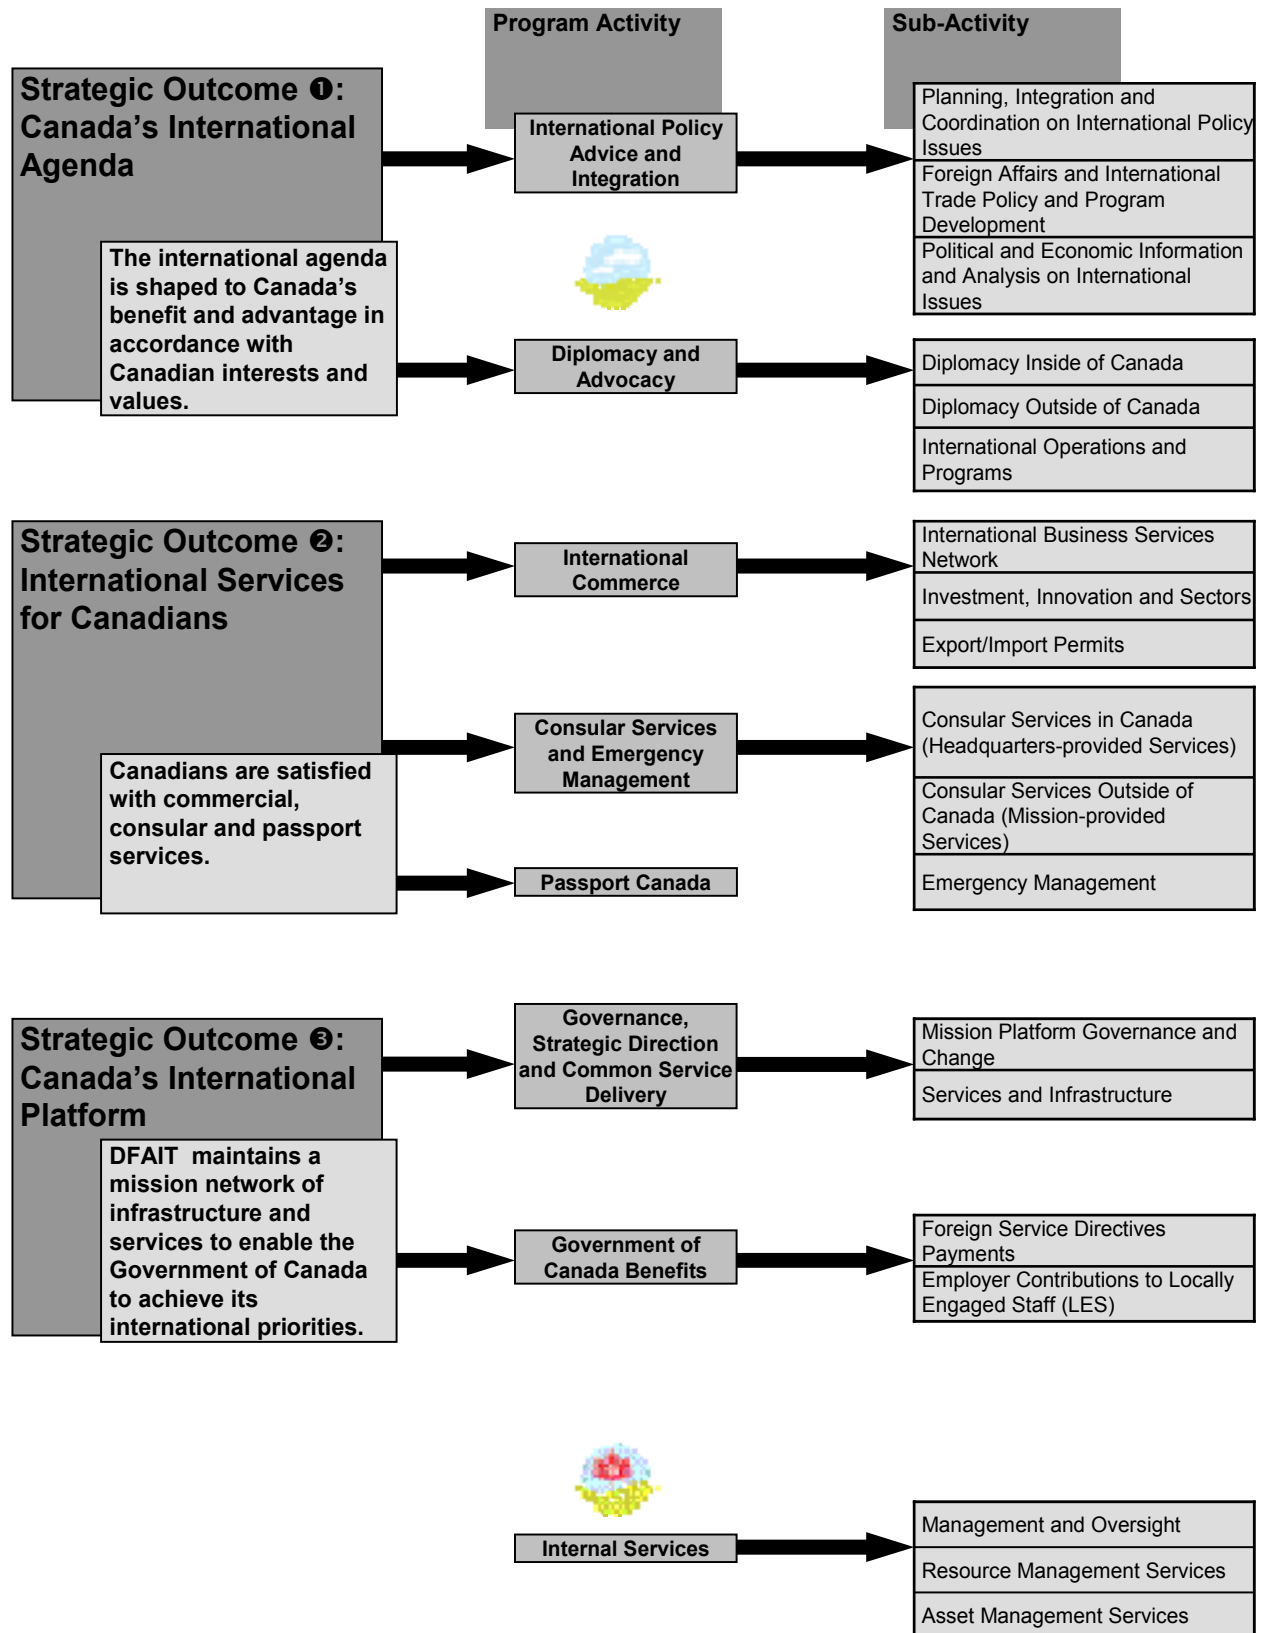 Program Activity
Sub-Activity
Strategic Outcome ❶:
Canada's International
Agenda
The international agenda
is shaped to Canada's
benefit and advantage in
accordance with
Canadian interests and
values.
International Policy
Advice and
Integration
Planning, Integration and
Coordination on International Policy
Issues
Foreign Affairs and International
Trade Policy and Program
Development
Political and Economic Information
and Analysis on International
Issues
Diplomacy and
Advocacy
Diplomacy Inside of Canada
Diplomacy Outside of Canada
International Operations and
Programs
Strategic Outcome ❷:
International Services
for Canadians
Canadians are satisfied
with commercial,
consular and passport
services.
International
Commerce
International Business Services
Network
Investment, Innovation and Sectors
Export/Import Permits
Consular Services
and Emergency
Management
Consular Services in Canada
(Headquarters-provided Services)
Consular Services Outside of
Canada (Mission-provided
Services)
Emergency Management
Passport Canada
Strategic Outcome ❸:
Canada's International
Platform
DFAIT maintains a
mission network of
infrastructure and
services to enable the
Government of Canada
to achieve its
international priorities.
Governance,
Strategic Direction
and Common Service
Delivery
Mission Platform Governance and
Change
Services and Infrastructure
Government of
Canada Benefits
Foreign Service Directives
Payments
Employer Contributions to Locally
Engaged Staff (LES)
Internal Services
Management and Oversight
Resource Management Services
Asset Management Services